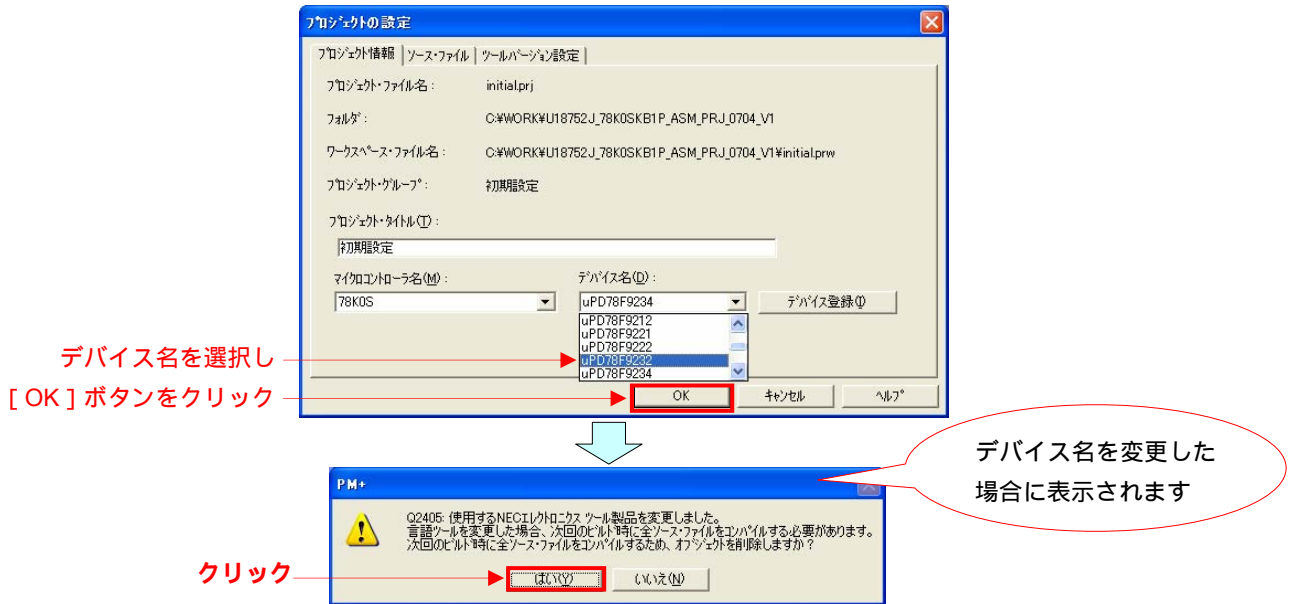 プロジェクトの設定
プロジェクト情報 ソース・ファイル ツールバージョン設定
プロジェクト・ファイル名: initial.prj
フォルダ: C:¥WORK¥U18752J_78K0SKB1P_ASM_PRJ_0704_V1
ワークスペース・ファイル名: C:¥WORK¥U18752J_78K0SKB1P_ASM_PRJ_0704_V1¥initial.prw
プロジェクト・グループ: 初期設定
プロジェクト・タイトル(T):
初期設定
マイクロコントローラ名(M): デバイス名(D):
78K0S uPD78F9234 デバイス登録(I)
uPD78F9212
uPD78F9221
uPD78F9222
uPD78F9232
uPD78F9234
デバイス名を選択し
[ OK ] ボタンをクリック
OK キャンセル ヘルプ
デバイス名を変更した
場合に表示されます
PM+
Q2405: 使用するNECエレクトロニクス ツール製品を変更しました。
言語ツールを変更した場合、次回のビルド時に全ソース・ファイルをコンパイルする必要があります。
次回のビルド時に全ソース・ファイルをコンパイルするため、オブジェクトを削除しますか?
クリック
はい(Y) いいえ(N)